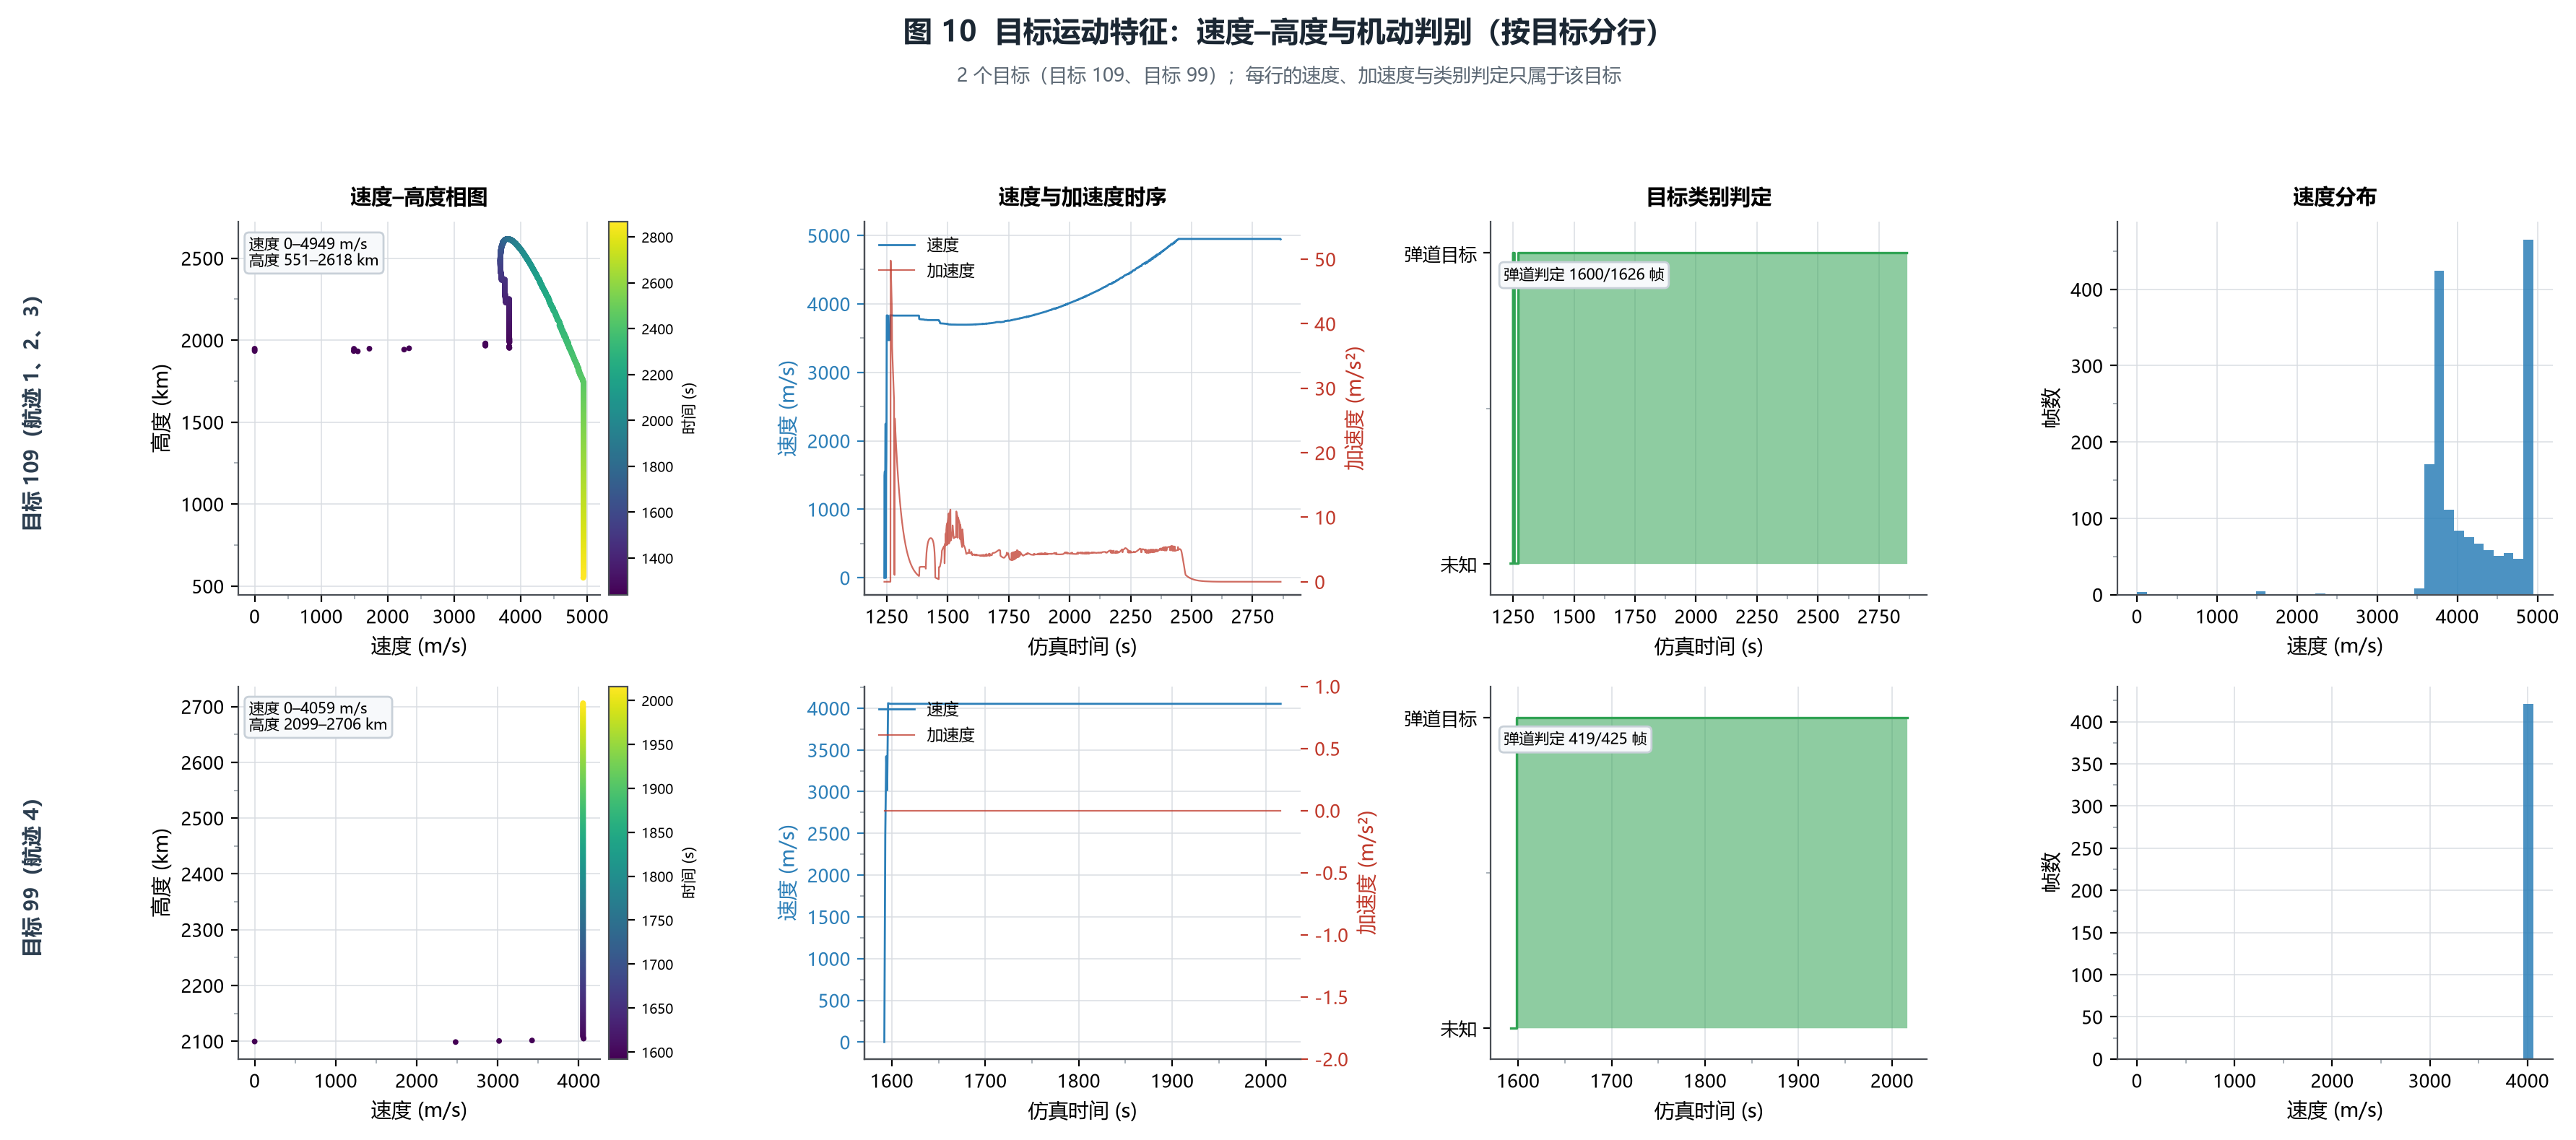 图 10  目标运动特征：速度–高度与机动判别（按目标分行）
2 个目标（目标 109、目标 99）；每行的速度、加速度与类别判定只属于该目标
目标 109（航迹 1、2、3）
速度–高度相图
速度 0–4949 m/s
高度 551–2618 km
高度 (km)
2500
2000
1500
1000
500
0 1000 2000 3000 4000 5000
速度 (m/s)
2800
2600
2400
2200
2000
1800
1600
1400
时间 (s)
速度与加速度时序
速度
加速度
速度 (m/s)
5000
4000
3000
2000
1000
0
1250 1500 1750 2000 2250 2500 2750
仿真时间 (s)
50
40
30
20
10
0
加速度 (m/s²)
目标类别判定
弹道目标
弹道判定 1600/1626 帧
未知
1250 1500 1750 2000 2250 2500 2750
仿真时间 (s)
速度分布
帧数
400
300
200
100
0
0 1000 2000 3000 4000 5000
速度 (m/s)
目标 99（航迹 4）
速度 0–4059 m/s
高度 2099–2706 km
高度 (km)
2700
2600
2500
2400
2300
2200
2100
0 1000 2000 3000 4000
速度 (m/s)
2000
1950
1900
1850
1800
1750
1700
1650
1600
时间 (s)
速度
加速度
速度 (m/s)
4000
3500
3000
2500
2000
1500
1000
500
0
1600 1700 1800 1900 2000
仿真时间 (s)
1.0
0.5
0.0
-0.5
-1.0
-1.5
-2.0
加速度 (m/s²)
弹道目标
弹道判定 419/425 帧
未知
1600 1700 1800 1900 2000
仿真时间 (s)
帧数
400
350
300
250
200
150
100
50
0
0 1000 2000 3000 4000
速度 (m/s)